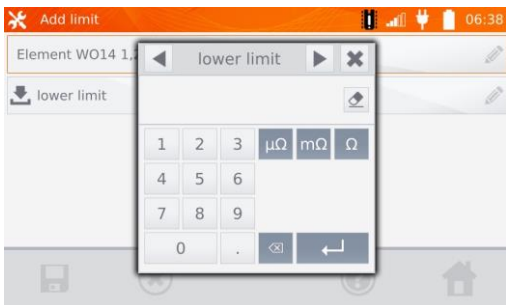 Add limit 06:38
Element WO14 1,
lower limit
lower limit
1 2 3 μΩ mΩ Ω
4 5 6
7 8 9
0 .